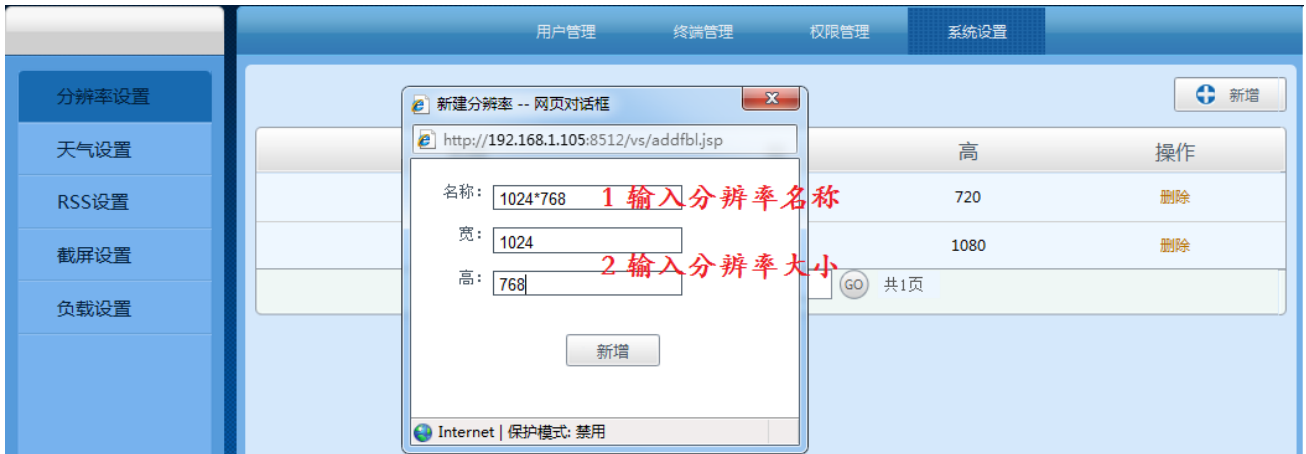 用户管理 终端管理 权限管理 系统设置
分辨率设置
天气设置
RSS设置
截屏设置
负载设置
新增
高 操作
720 删除
1080 删除
GO 共1页
新建分辨率 -- 网页对话框
http://192.168.1.105:8512/vs/addfbl.jsp
名称: 1024*768 1 输入分辨率名称
宽: 1024
2 输入分辨率大小
高: 768
新增
Internet | 保护模式: 禁用